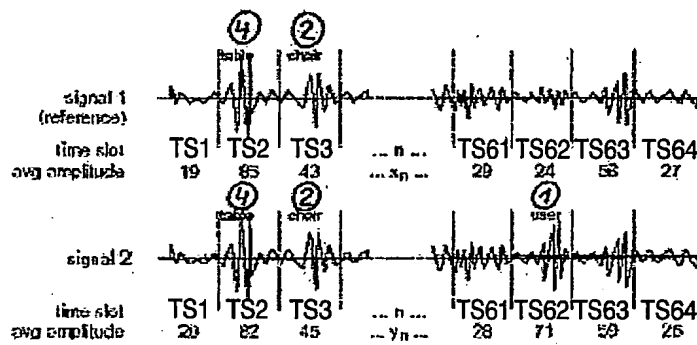 ④ ②
table chair
signal 1
(reference)
time slot TS1 TS2 TS3 ... n ... TS61 TS62 TS63 TS64
avg amplitude 19 85 43 ... xn ... 29 24 58 27
④ ② ①
table chair user
signal 2
time slot TS1 TS2 TS3 ... n ... TS61 TS62 TS63 TS64
avg amplitude 20 82 45 ... yn ... 28 71 59 26